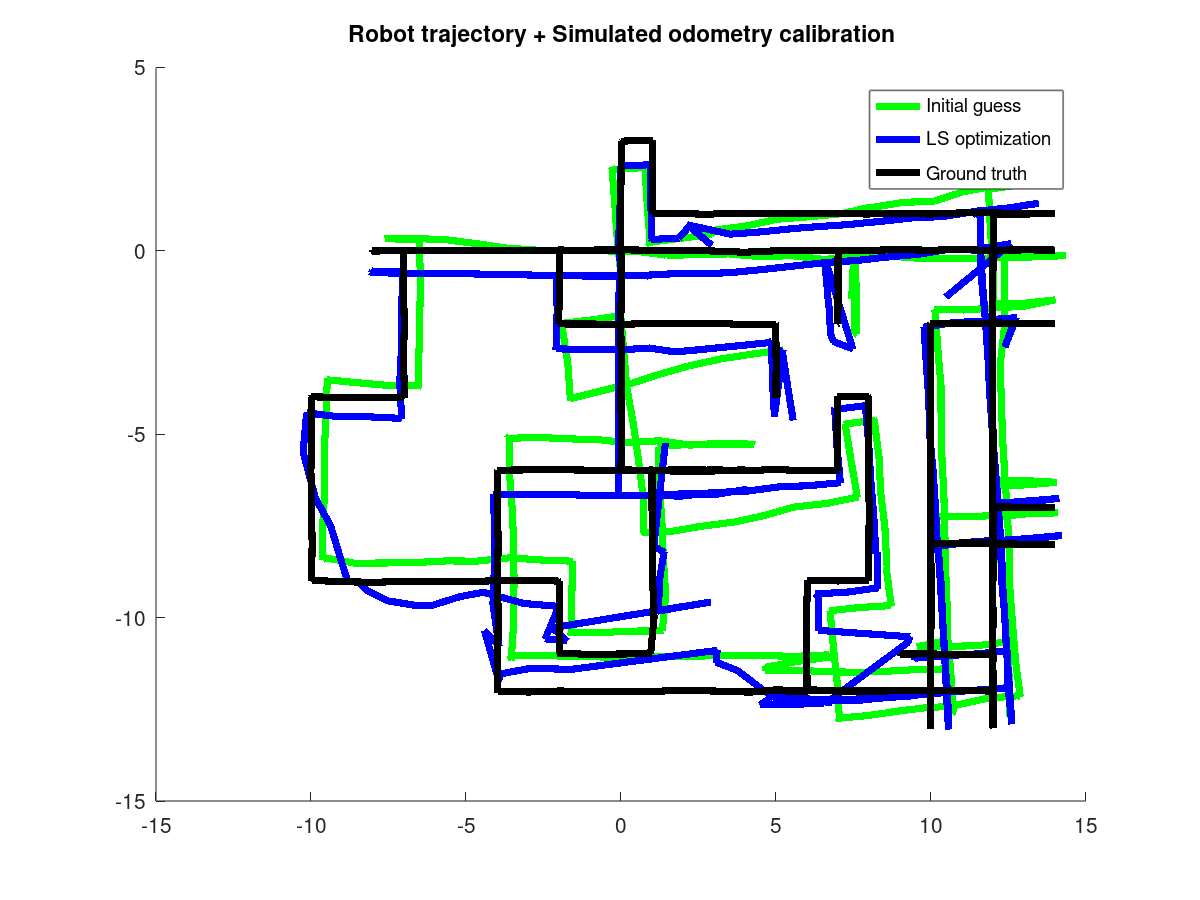 Robot trajectory + Simulated odometry calibration
5
Initial guess
LS optimization
Ground truth
0
-5
-10
-15
-15 -10 -5 0 5 10 15